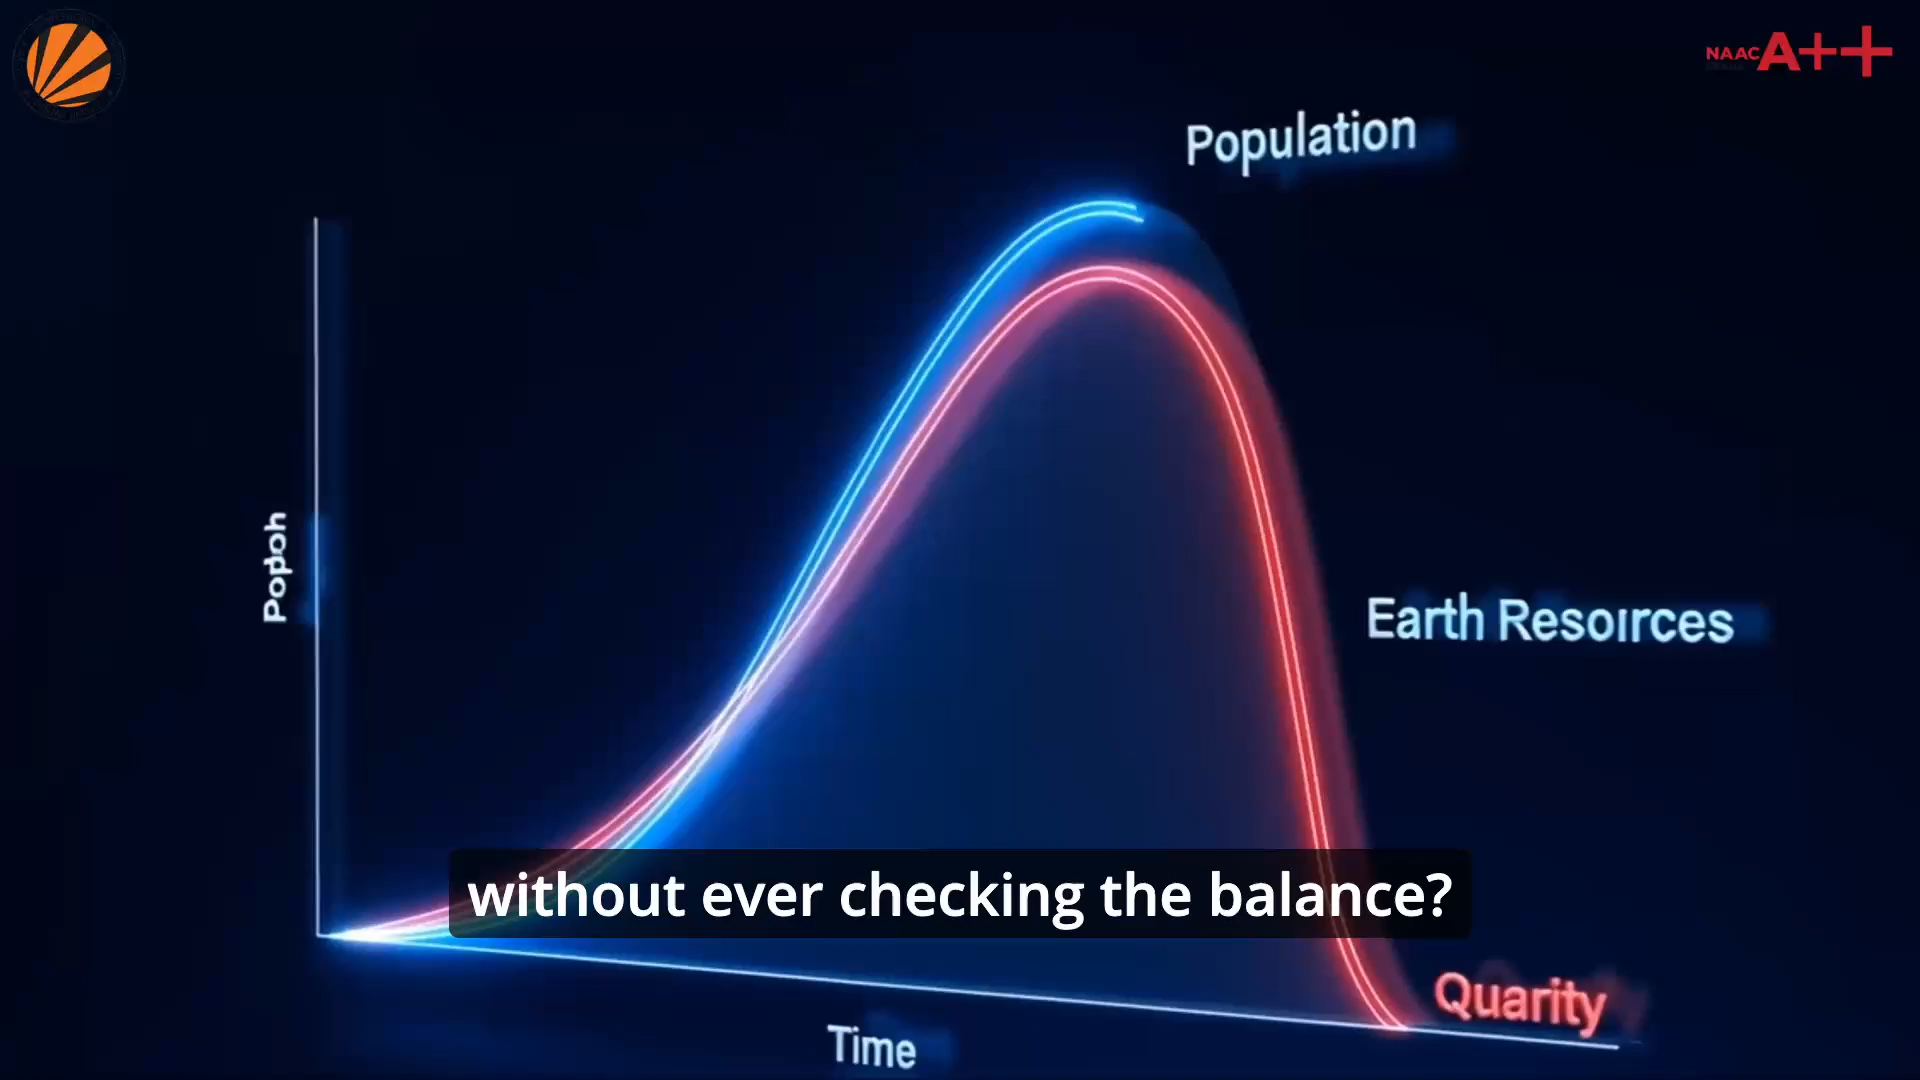 NAAC A++
Population
Popoh
Earth Resoırces
without ever checking the balance?
Quarity
Time